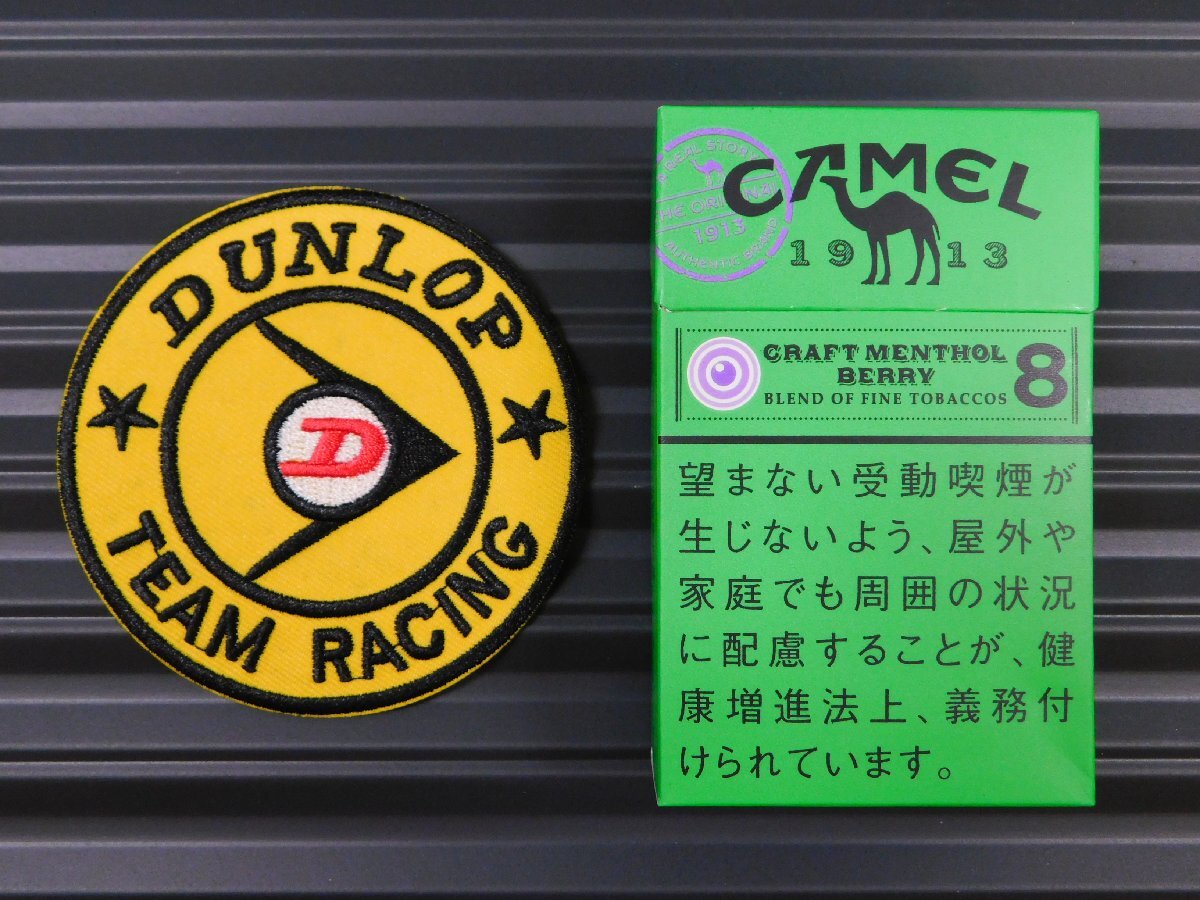 DUNLOP
D
TEAM RACING
CAMEL
1913
1913
AUTHENTIC BRAND
CRAFT MENTHOL
BERRY
8
BLEND OF FINE TOBACCOS
望まない受動喫煙が
生じないよう、屋外や
家庭でも周囲の状況
に配慮することが、健
康増進法上、義務付
けられています。